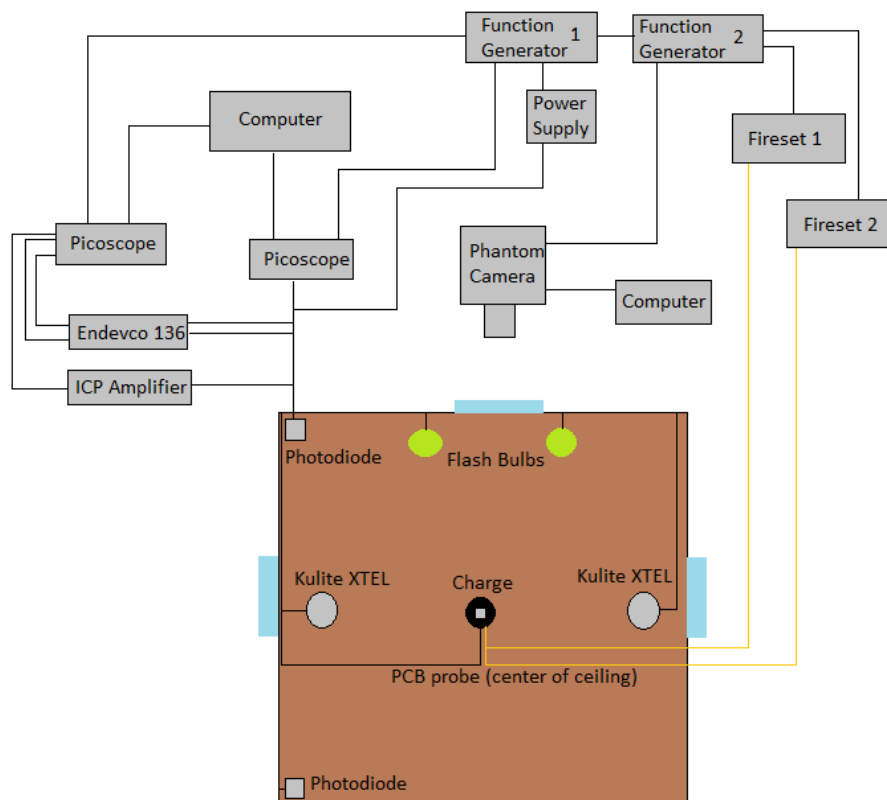 Function
Generator 1
Function
Generator 2
Power
Supply
Computer
Fireset 1
Fireset 2
Picoscope
Picoscope
Phantom
Camera
Computer
Endevco 136
ICP Amplifier
Photodiode
Flash Bulbs
Kulite XTEL
Charge
Kulite XTEL
PCB probe (center of ceiling)
Photodiode